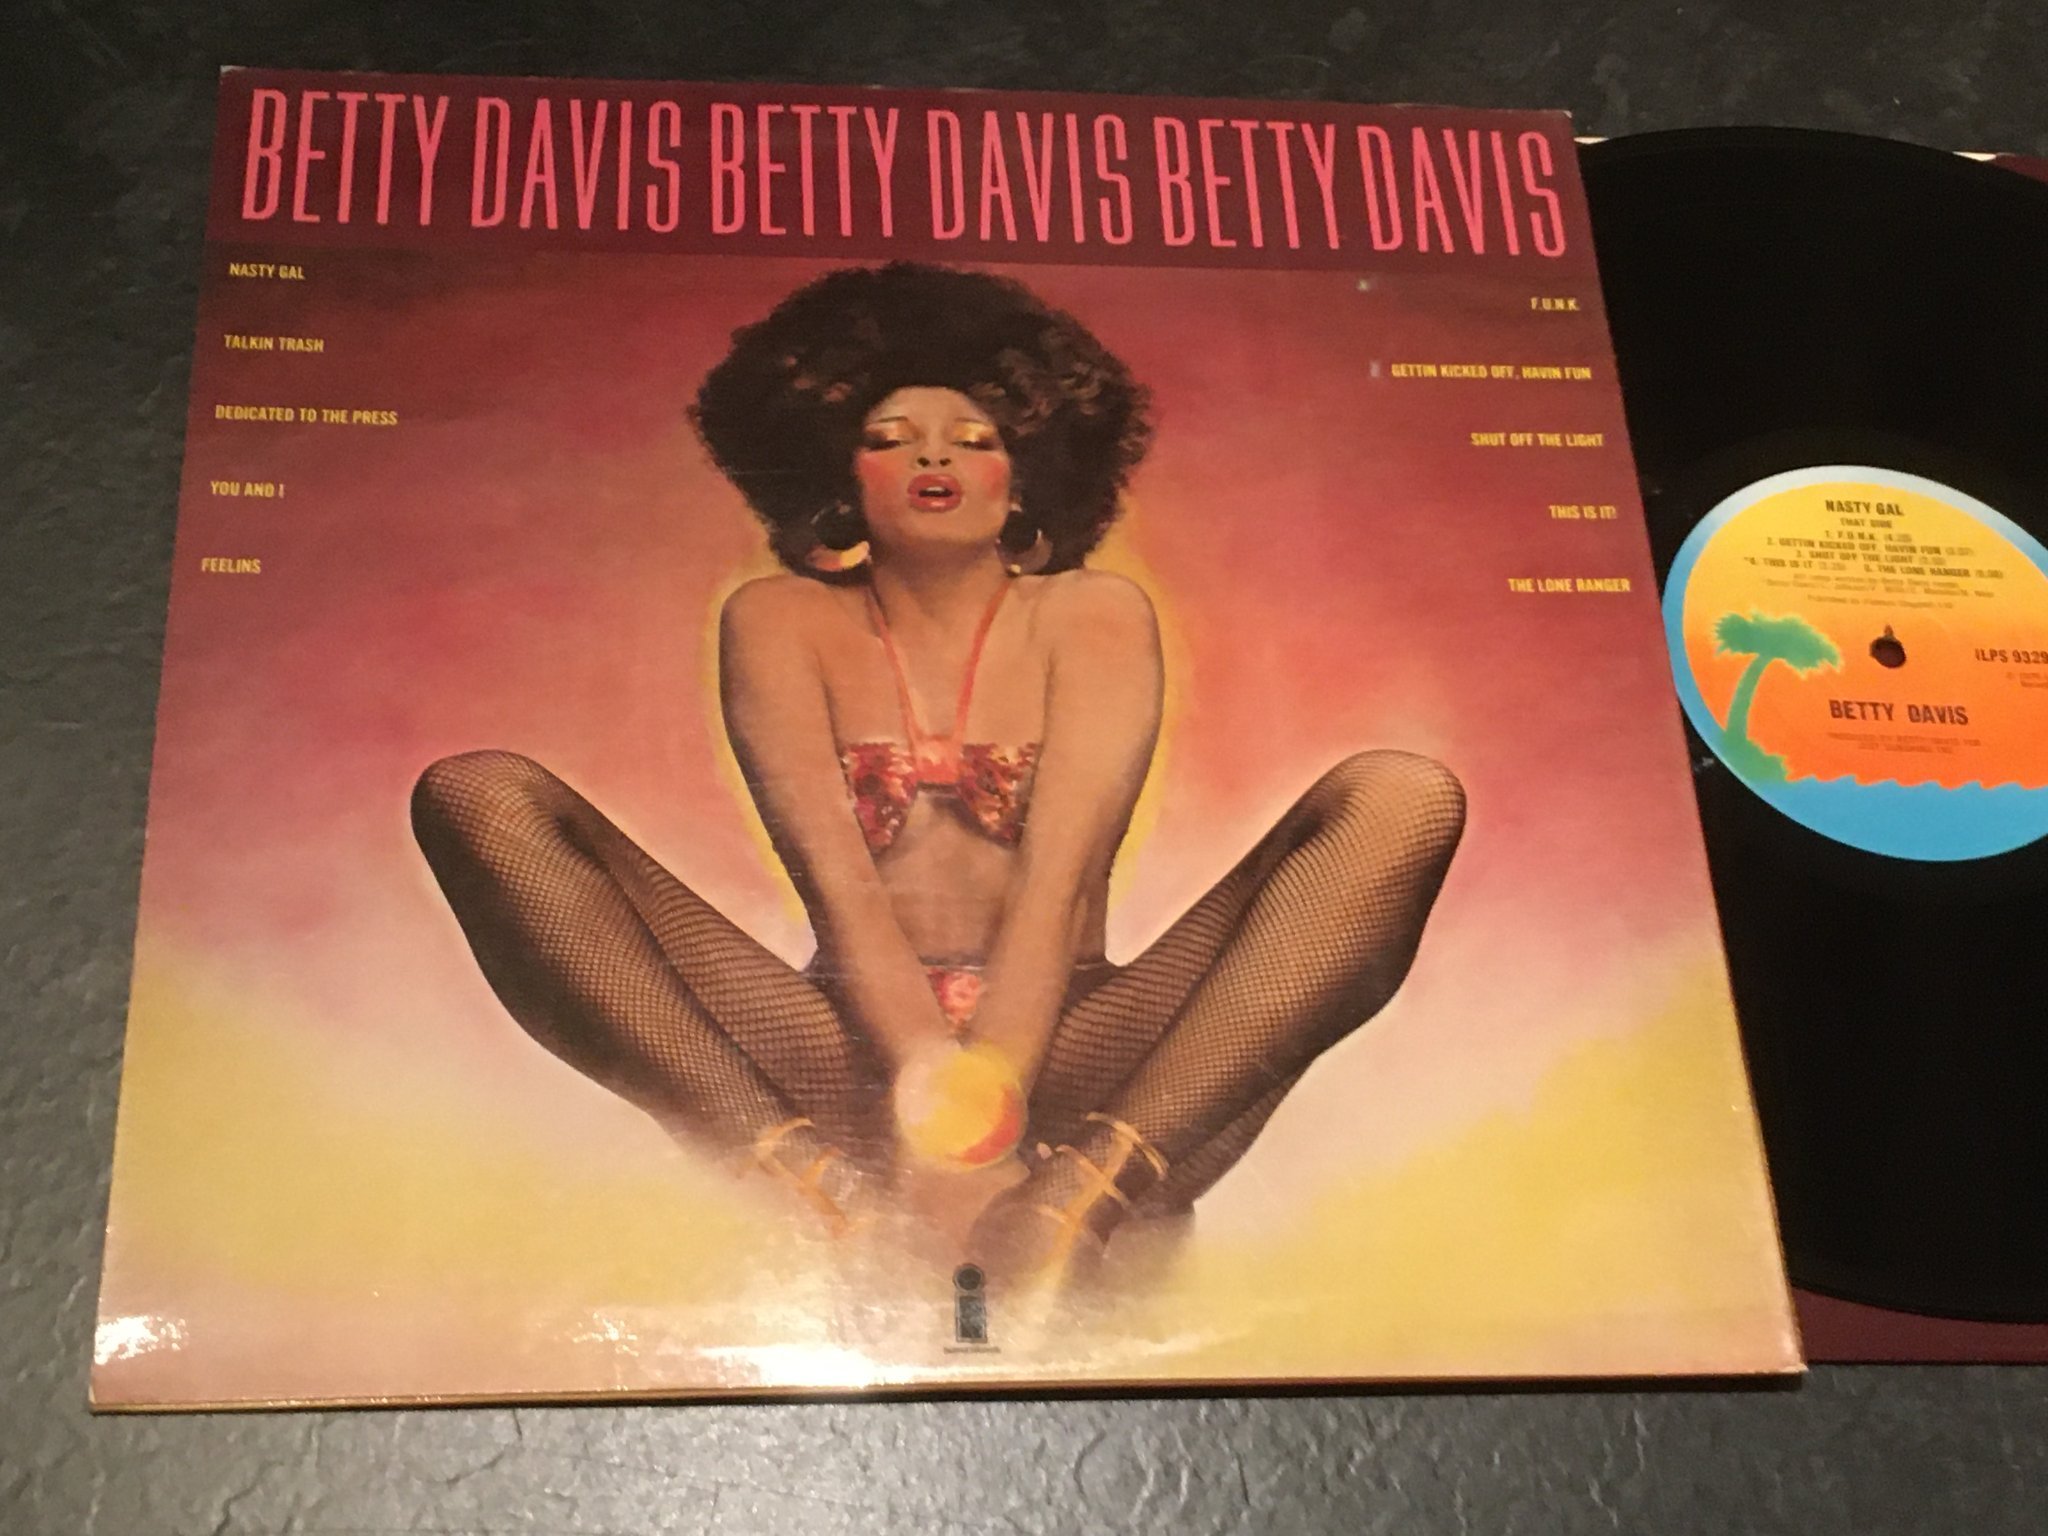 BETTY DAVIS BETTY DAVIS BETTY DAVIS
NASTY GAL
TALKIN TRASH
DEDICATED TO THE PRESS
YOU AND I
FEELINS
F.U.N.K.
GETTIN KICKED OFF, HAVIN FUN
SHUT OFF THE LIGHT
THIS IS IT!
THE LONE RANGER
i
NASTY GAL
THAT SIDE
1. F.U.N.K.
2. GETTIN KICKED OFF, HAVIN FUN
3. SHUT OFF THE LIGHT
4. THIS IS IT 5. THE LONE RANGER
ILPS 9329
BETTY DAVIS